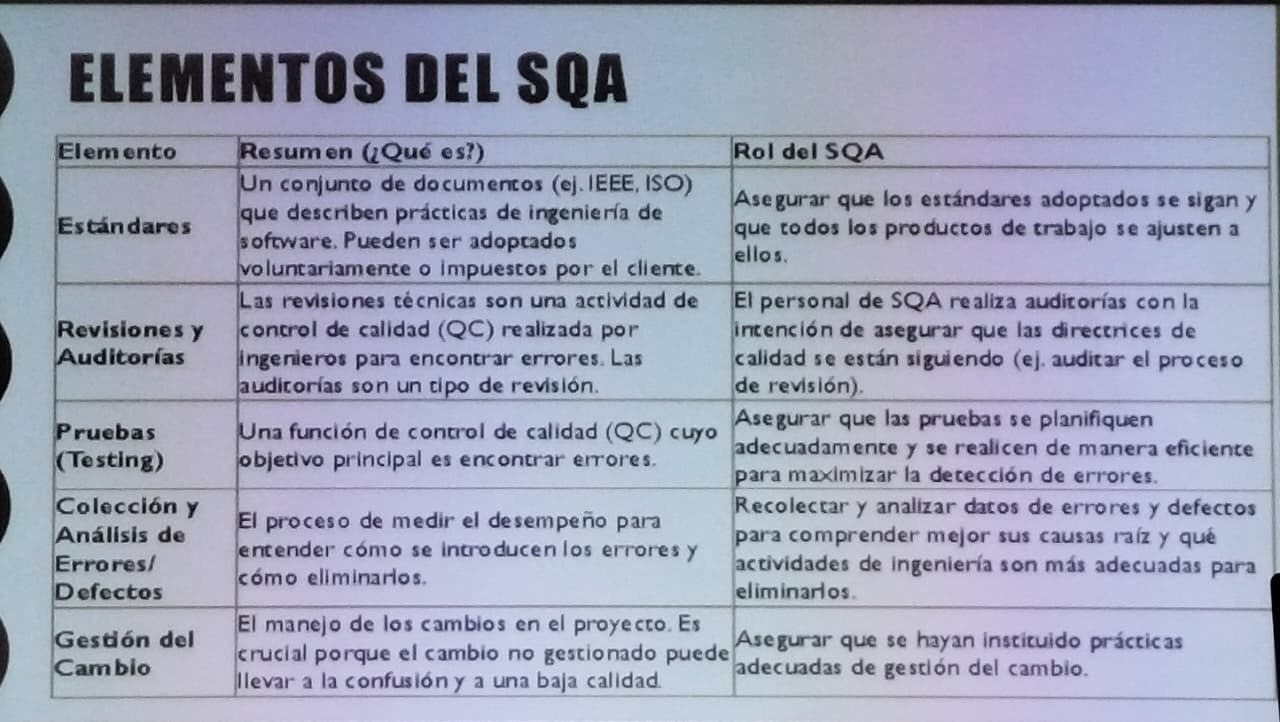 ELEMENTOS DEL SQA
Elemento
Resumen (¿Qué es?)
Rol del SQA
Estándares
Un conjunto de documentos (ej. IEEE, ISO)
que describen prácticas de ingeniería de
software. Pueden ser adoptados
voluntariamente o impuestos por el cliente.
Asegurar que los estándares adoptados se sigan y
que todos los productos de trabajo se ajusten a
ellos.
Revisiones y
Auditorías
Las revisiones técnicas son una actividad de
control de calidad (QC) realizada por
ingenieros para encontrar errores. Las
auditorías son un tipo de revisión.
El personal de SQA realiza auditorías con la
intención de asegurar que las directrices de
calidad se están siguiendo (ej. auditar el proceso
de revisión).
Pruebas
(Testing)
Una función de control de calidad (QC) cuyo
objetivo principal es encontrar errores.
Asegurar que las pruebas se planifiquen
adecuadamente y se realicen de manera eficiente
para maximizar la detección de errores.
Colección y
Análisis de
Errores/
Defectos
El proceso de medir el desempeño para
entender cómo se introducen los errores y
cómo eliminarlos.
Recolectar y analizar datos de errores y defectos
para comprender mejor sus causas raíz y qué
actividades de ingeniería son más adecuadas para
eliminarlos.
Gestión del
Cambio
El manejo de los cambios en el proyecto. Es
crucial porque el cambio no gestionado puede
llevar a la confusión y a una baja calidad.
Asegurar que se hayan instituido prácticas
adecuadas de gestión del cambio.